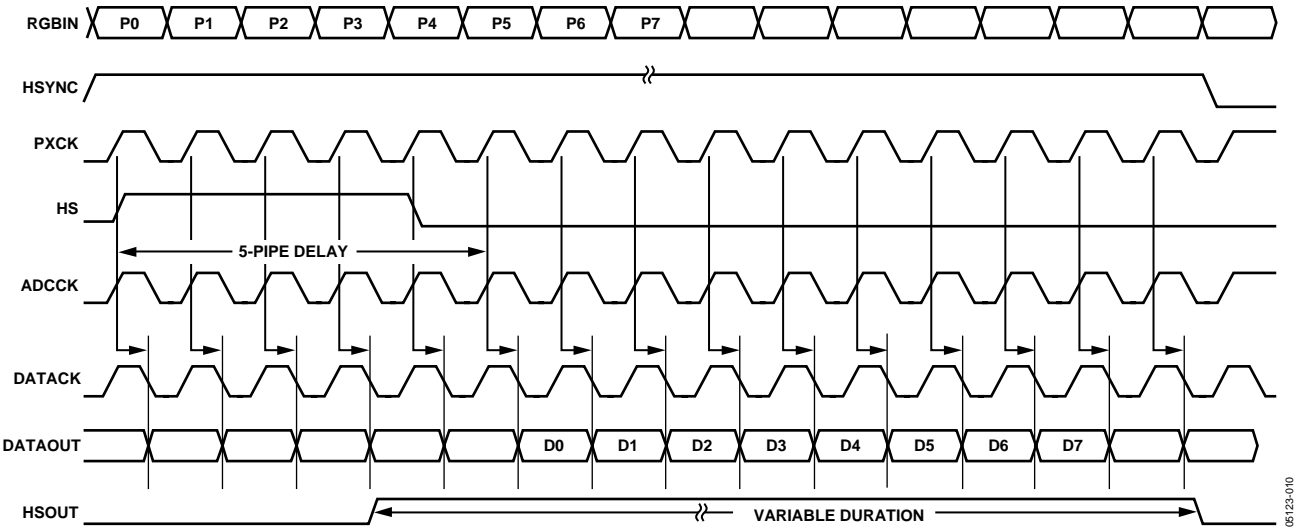 RGBIN P0 P1 P2 P3 P4 P5 P6 P7
HSYNC
PXCK
HS
5-PIPE DELAY
ADCCK
DATACK
DATAOUT D0 D1 D2 D3 D4 D5 D6 D7
HSOUT VARIABLE DURATION
05123-010